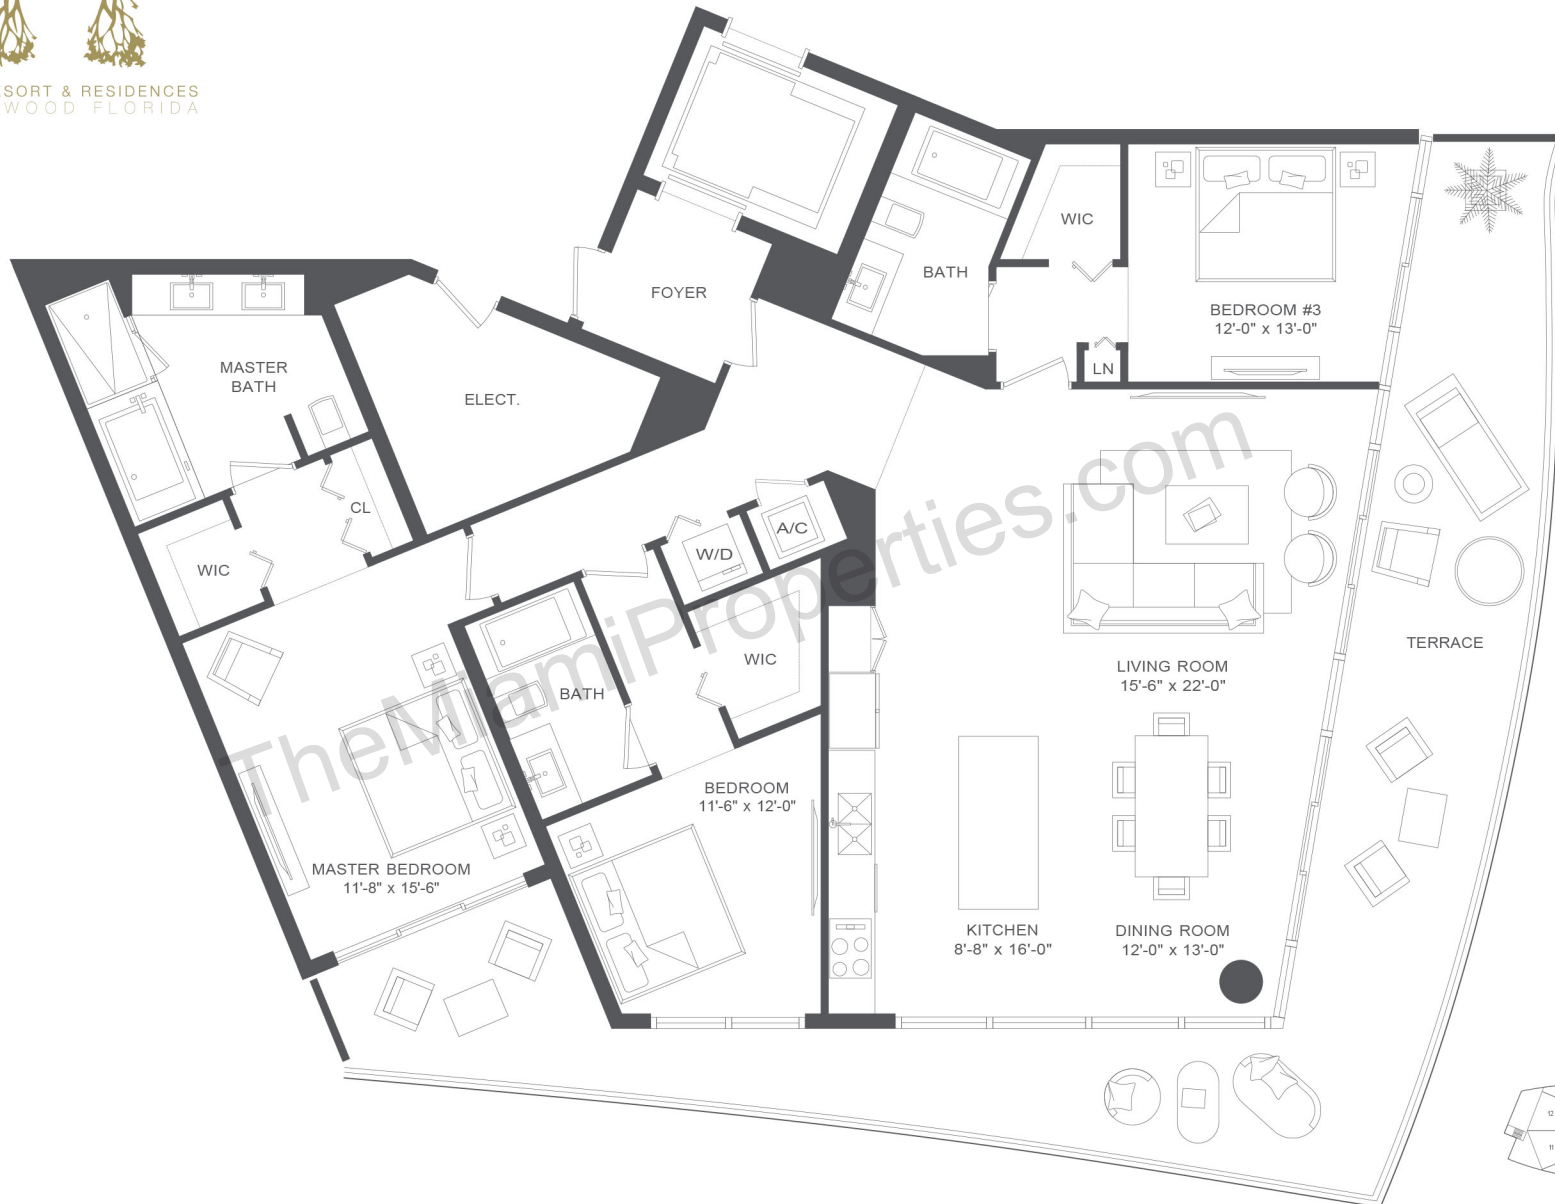 SORT & RESIDENCES
WOOD FLORIDA
FOYER
BATH
WIC
BEDROOM #3
12'-0" x 13'-0"
LN
MASTER
BATH
ELECT.
CL
WIC
W/D
A/C
WIC
BATH
TheMiamiProperties.com
LIVING ROOM
15'-6" x 22'-0"
TERRACE
BEDROOM
11'-6" x 12'-0"
MASTER BEDROOM
11'-8" x 15'-6"
KITCHEN
8'-8" x 16'-0"
DINING ROOM
12'-0" x 13'-0"
12
11